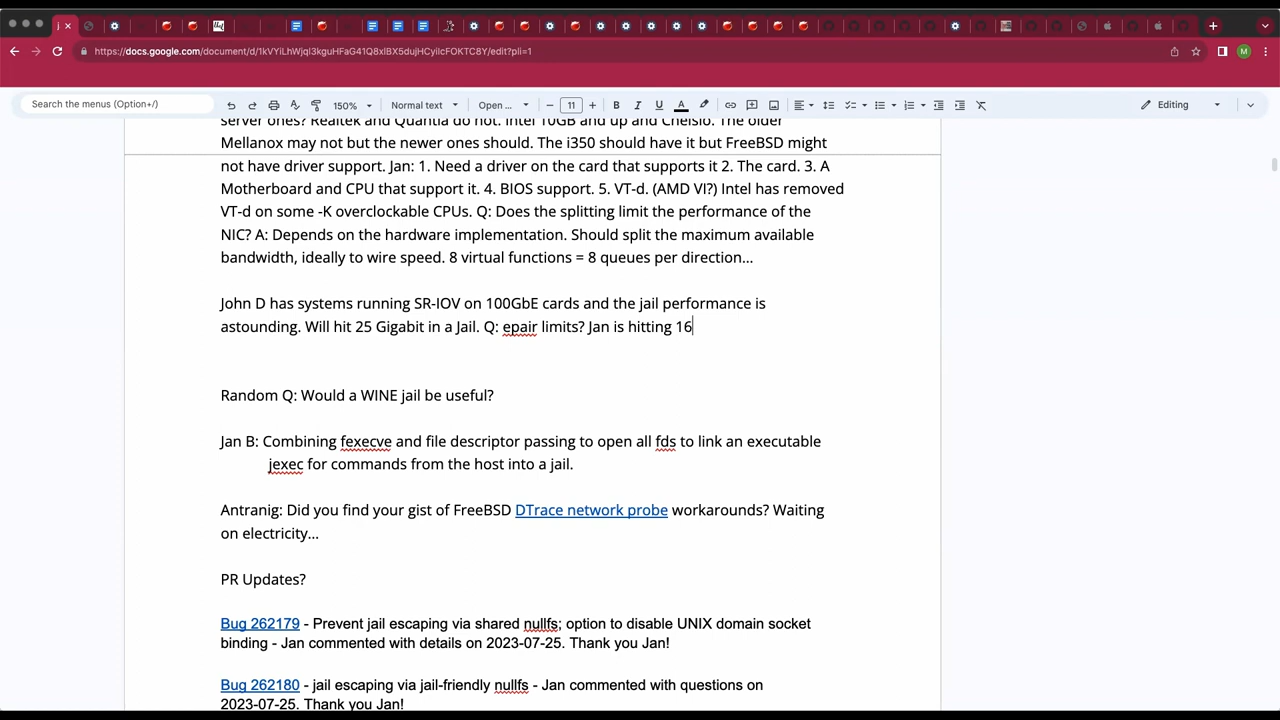 https://docs.google.com/document/d/1kVYiLhWjqI3kguHFaG41Q8xlBX5dujHCyilcFOKTC8Y/edit?pli=1
M
Search the menus (Option+/)
150%
Normal text
Open ...
11
B I U A
Editing
server ones? Realtek and Quantia do not. Intel 10GB and up and Chelsio. The older
Mellanox may not but the newer ones should. The i350 should have it but FreeBSD might
not have driver support. Jan: 1. Need a driver on the card that supports it 2. The card. 3. A
Motherboard and CPU that support it. 4. BIOS support. 5. VT-d. (AMD VI?) Intel has removed
VT-d on some -K overclockable CPUs. Q: Does the splitting limit the performance of the
NIC? A: Depends on the hardware implementation. Should split the maximum available
bandwidth, ideally to wire speed. 8 virtual functions = 8 queues per direction...
John D has systems running SR-IOV on 100GbE cards and the jail performance is
astounding. Will hit 25 Gigabit in a Jail. Q: epair limits? Jan is hitting 16
Random Q: Would a WINE jail be useful?
Jan B: Combining fexecve and file descriptor passing to open all fds to link an executable
jexec for commands from the host into a jail.
Antranig: Did you find your gist of FreeBSD DTrace network probe workarounds? Waiting
on electricity...
PR Updates?
Bug 262179 - Prevent jail escaping via shared nullfs; option to disable UNIX domain socket
binding - Jan commented with details on 2023-07-25. Thank you Jan!
Bug 262180 - jail escaping via jail-friendly nullfs - Jan commented with questions on
2023-07-25. Thank you Jan!